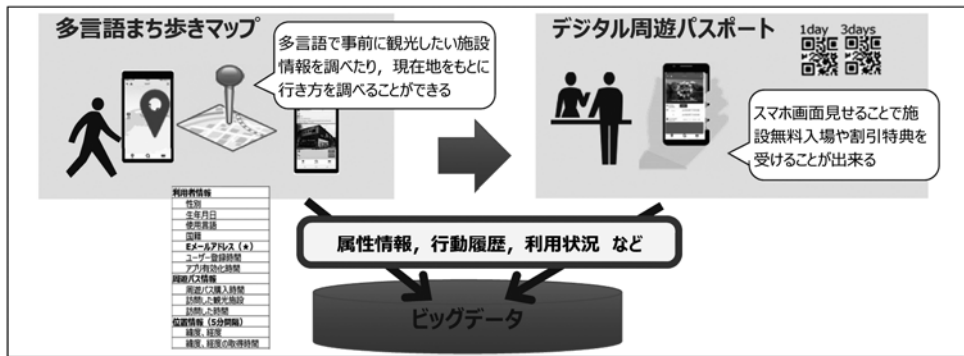 多言語まち歩きマップ
多言語で事前に観光したい施設
情報を調べたり，現在地をもとに
行き方を調べることができる
デジタル周遊パスポート
1day 3days
スマホ画面見せることで施
設無料入場や割引特典を
受けることが出来る
利用者情報
性別
生年月日
使用言語
国籍
Eメールアドレス（★）
ユーザー登録時間
アプリ有効化時間
周遊パス情報
周遊パス購入時間
訪問した観光施設
訪問した時間
位置情報（5分間隔）
緯度、経度
緯度、経度の取得時間
属性情報，行動履歴，利用状況 など
ビッグデータ